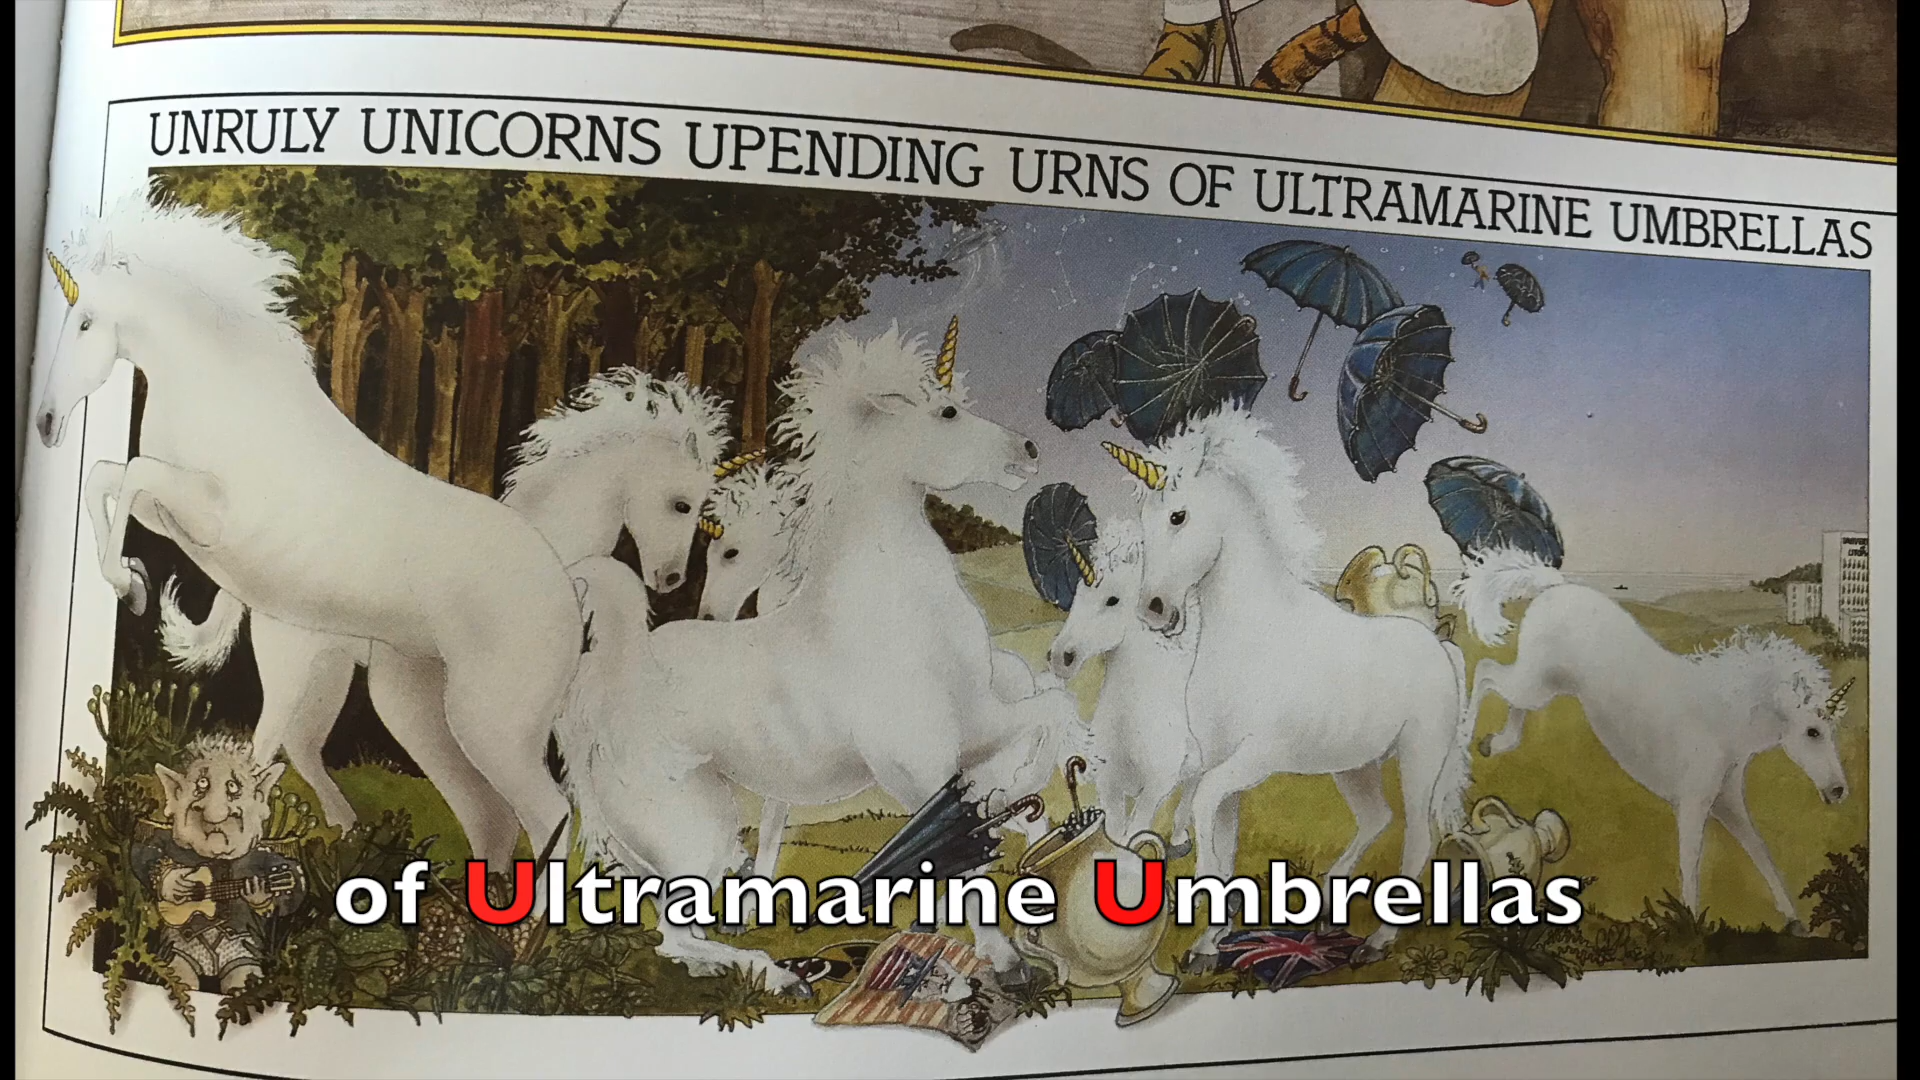 UNRULY UNICORNS UPENDING URNS OF ULTRAMARINE UMBRELLAS
of Ultramarine Umbrellas